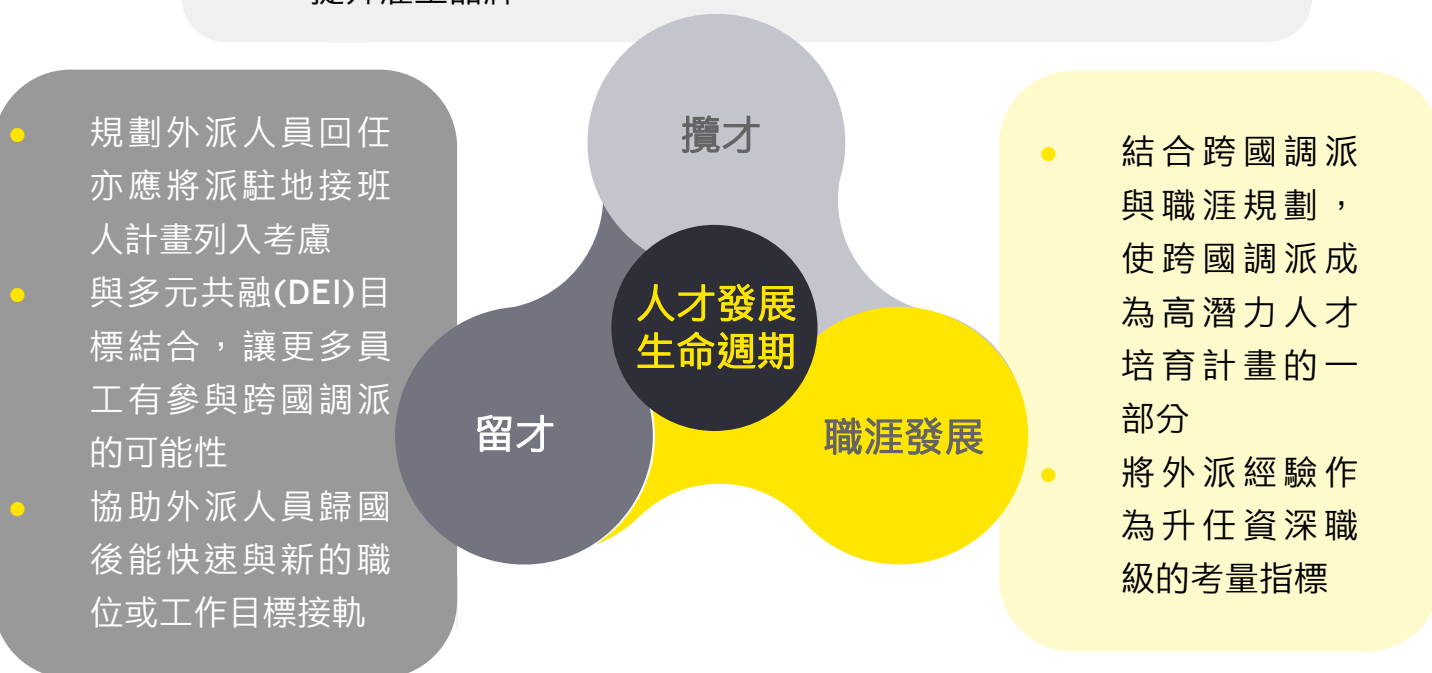 提升雇主品牌
攬才
規劃外派人員回任
亦應將派駐地接班
人計畫列入考慮
與多元共融(DEI)目
標結合，讓更多員
工有參與跨國調派
的可能性
協助外派人員歸國
後能快速與新的職
位或工作目標接軌
人才發展
生命週期
留才
職涯發展
結合跨國調派
與職涯規劃，
使跨國調派成
為高潛力人才
培育計畫的一
部分
將外派經驗作
為升任資深職
級的考量指標